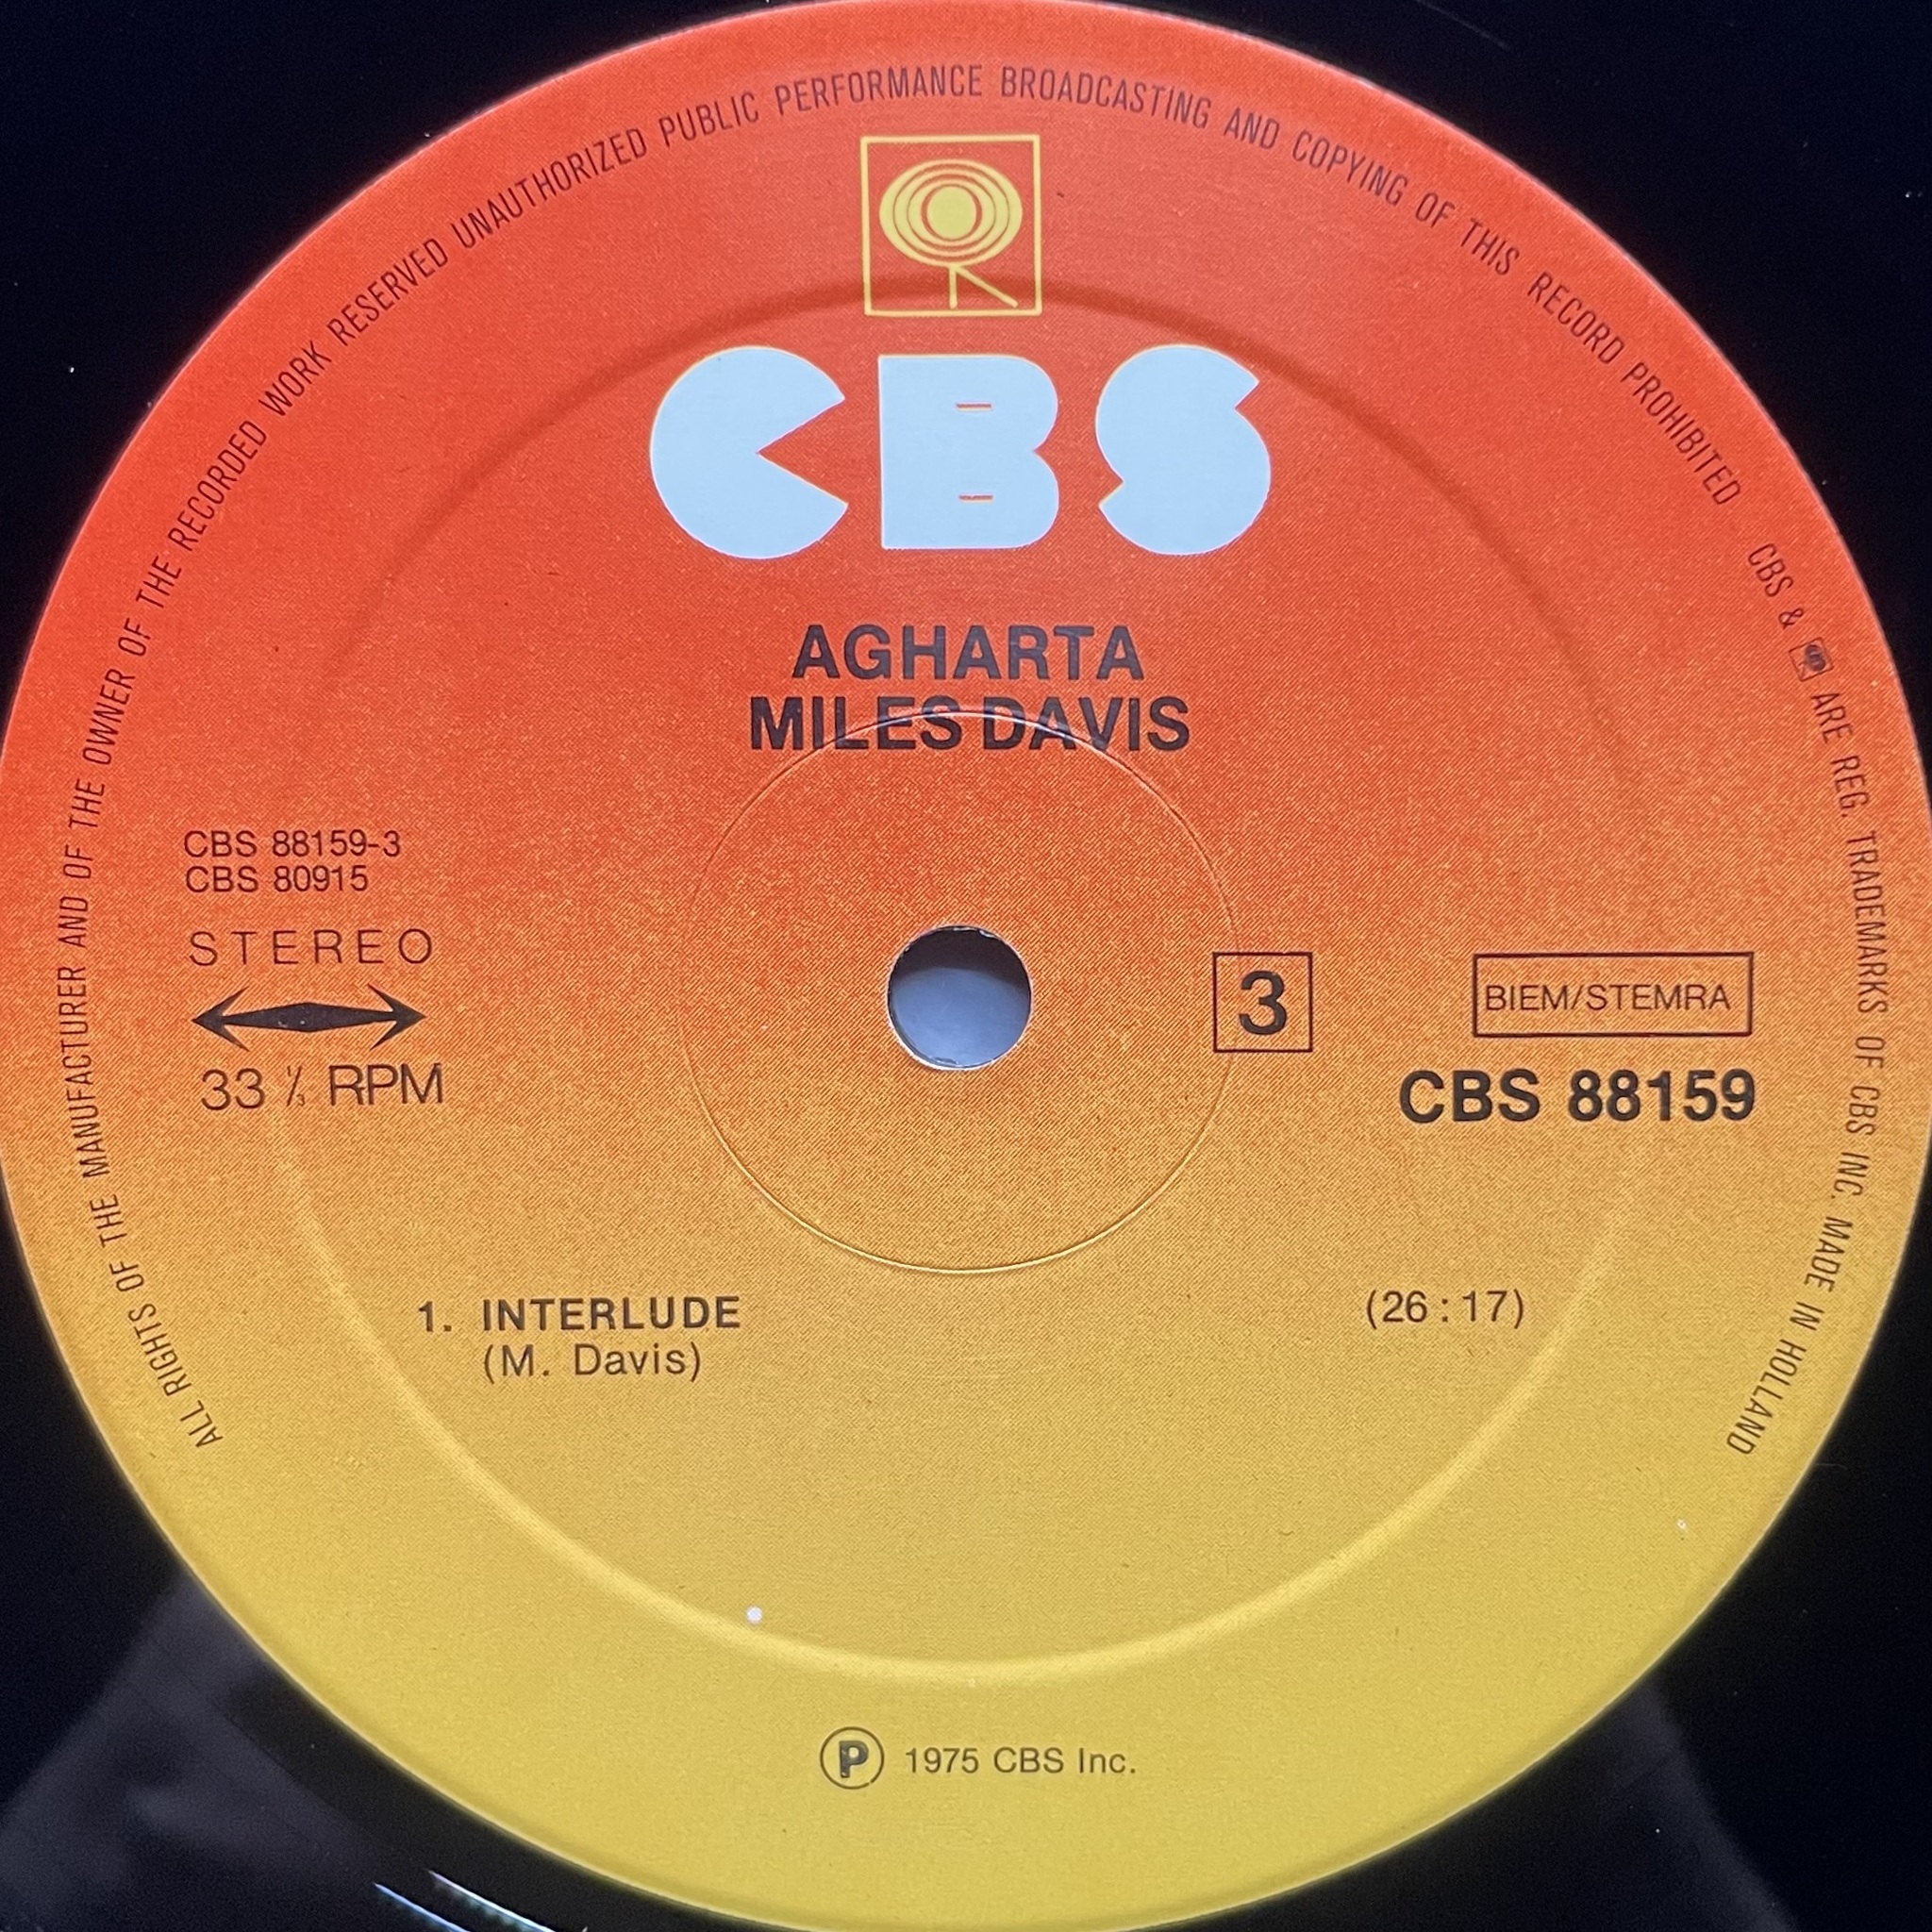 ALL RIGHTS OF THE MANUFACTURER AND OF THE OWNER OF THE RECORDED WORK RESERVED UNAUTHORIZED PUBLIC PERFORMANCE BROADCASTING AND COPYING OF THIS RECORD PROHIBITED CBS & ARE REG. TRADEMARKS OF CBS INC. MADE IN HOLLAND
CBS
AGHARTA
MILES DAVIS
CBS 88159-3
CBS 80915
STEREO
33 ⅓ RPM
3
BIEM/STEMRA
CBS 88159
1. INTERLUDE (26:17)
(M. Davis)
Ⓟ 1975 CBS Inc.